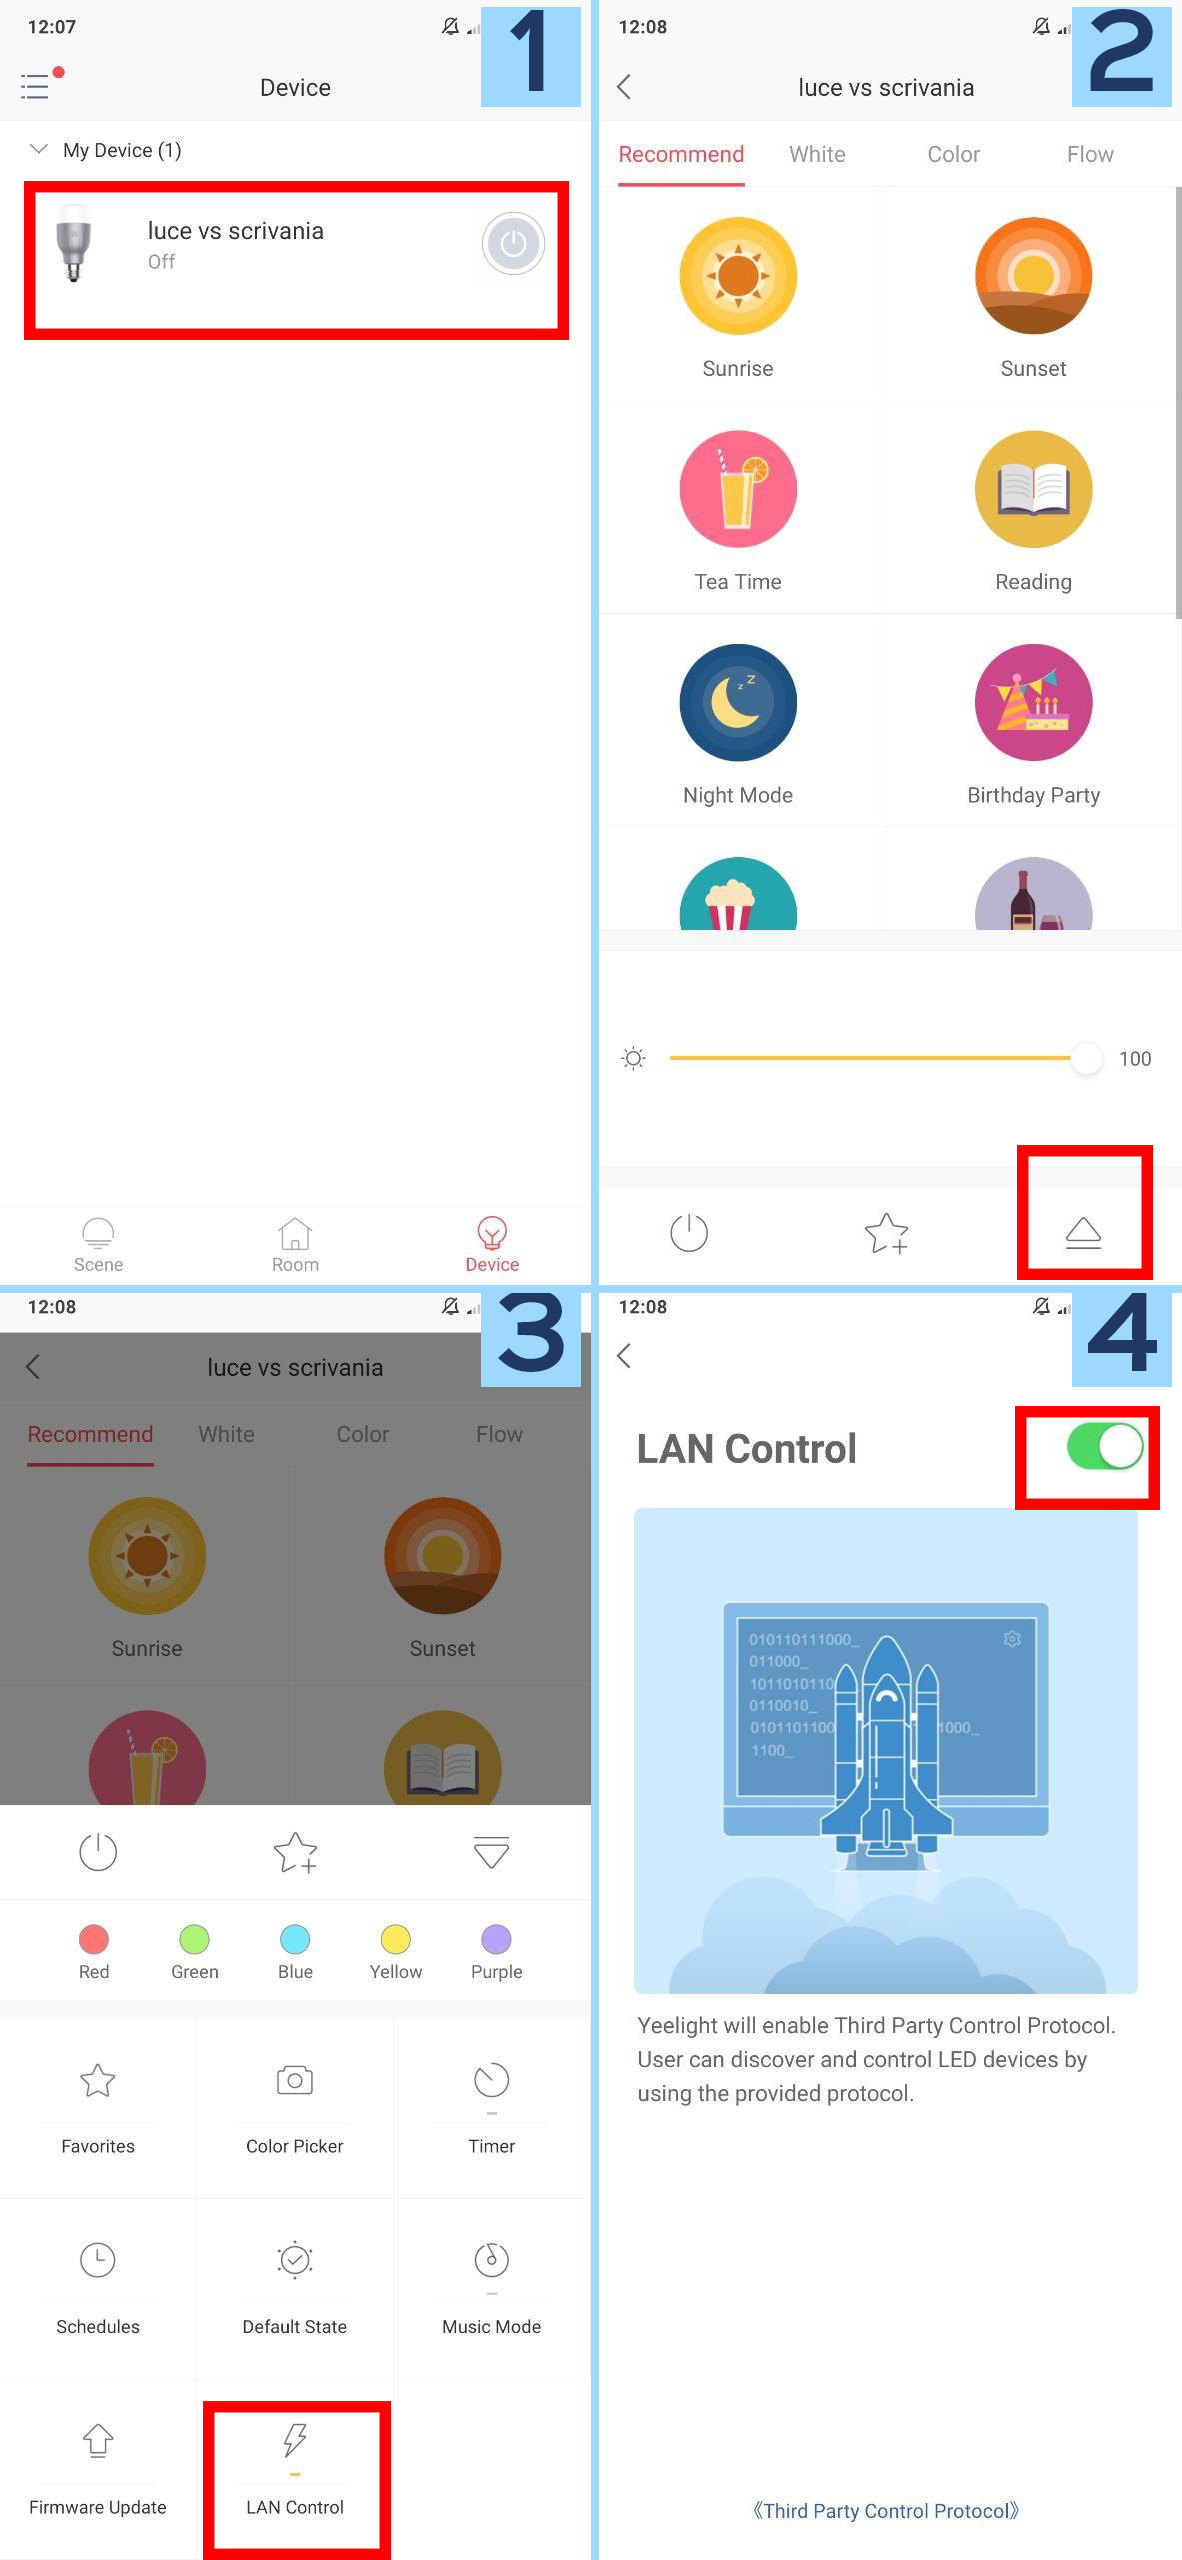 12:07
1
Device
My Device (1)
luce vs scrivania
Off
Scene
Room
Device
12:08
2
luce vs scrivania
Recommend
White
Color
Flow
Sunrise
Sunset
Tea Time
Reading
z z
Night Mode
Birthday Party
100
12:08
3
luce vs scrivania
Recommend
White
Color
Flow
Sunrise
Sunset
Red
Green
Blue
Yellow
Purple
Favorites
Color Picker
Timer
Schedules
Default State
Music Mode
Firmware Update
LAN Control
12:08
4
LAN Control
010110111000_
011000_
1011010110
0110010_
0101101100 1000_
1100_
Yeelight will enable Third Party Control Protocol.
User can discover and control LED devices by
using the provided protocol.
《Third Party Control Protocol》